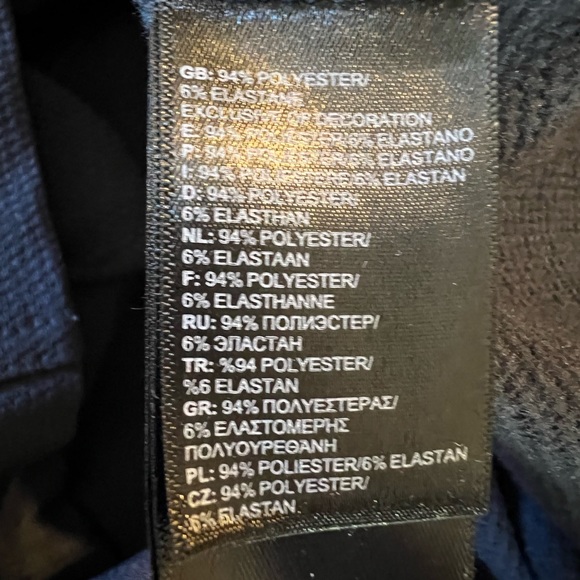 GB: 94% POLYESTER/
6% ELASTANE
EXCLUSIVE OF DECORATION
E: 94% POLIÉSTER/6% ELASTANO
P: 94% POLIÉSTER/6% ELASTANO
I: 94% POLIESTERE/6% ELASTAN
D: 94% POLYESTER/
6% ELASTHAN
NL: 94% POLYESTER/
6% ELASTAAN
F: 94% POLYESTER/
6% ELASTHANNE
RU: 94% ПОЛИЭСТЕР/
6% ЭЛАСТАН
TR: %94 POLYESTER/
%6 ELASTAN
GR: 94% ΠΟΛΥΕΣΤΕΡΑΣ/
6% ΕΛΑΣΤΟΜΕΡΗΣ
ΠΟΛΥΟΥΡΕΘΑΝΗ
PL: 94% POLIESTER/6% ELASTAN
CZ: 94% POLYESTER/
6% ELASTAN.